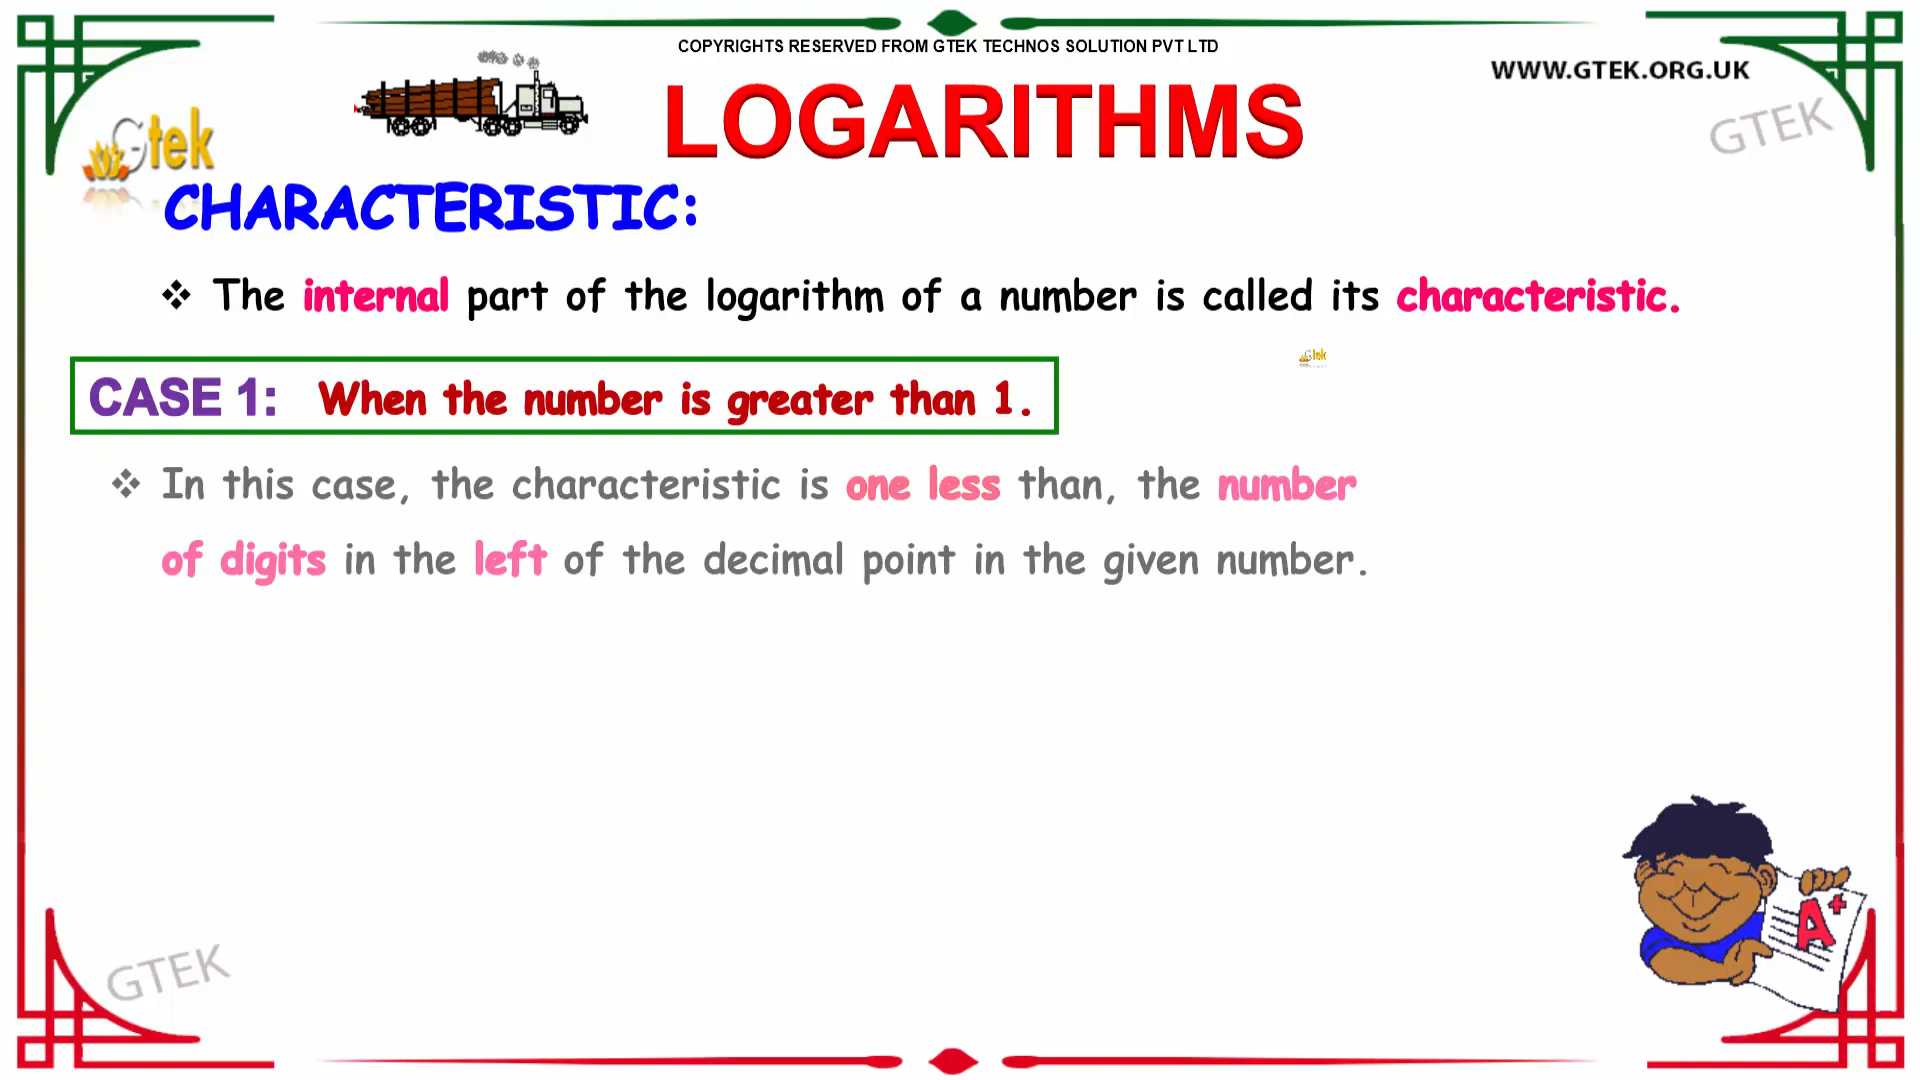 COPYRIGHTS RESERVED FROM GTEK TECHNOS SOLUTION PVT LTD
WWW.GTEK.ORG.UK
LOGARITHMS
GTEK
Gtek
CHARACTERISTIC:
❖ The internal part of the logarithm of a number is called its characteristic.
Gtek
CASE 1: When the number is greater than 1.
❖ In this case, the characteristic is one less than, the number
of digits in the left of the decimal point in the given number.
A+
GTEK